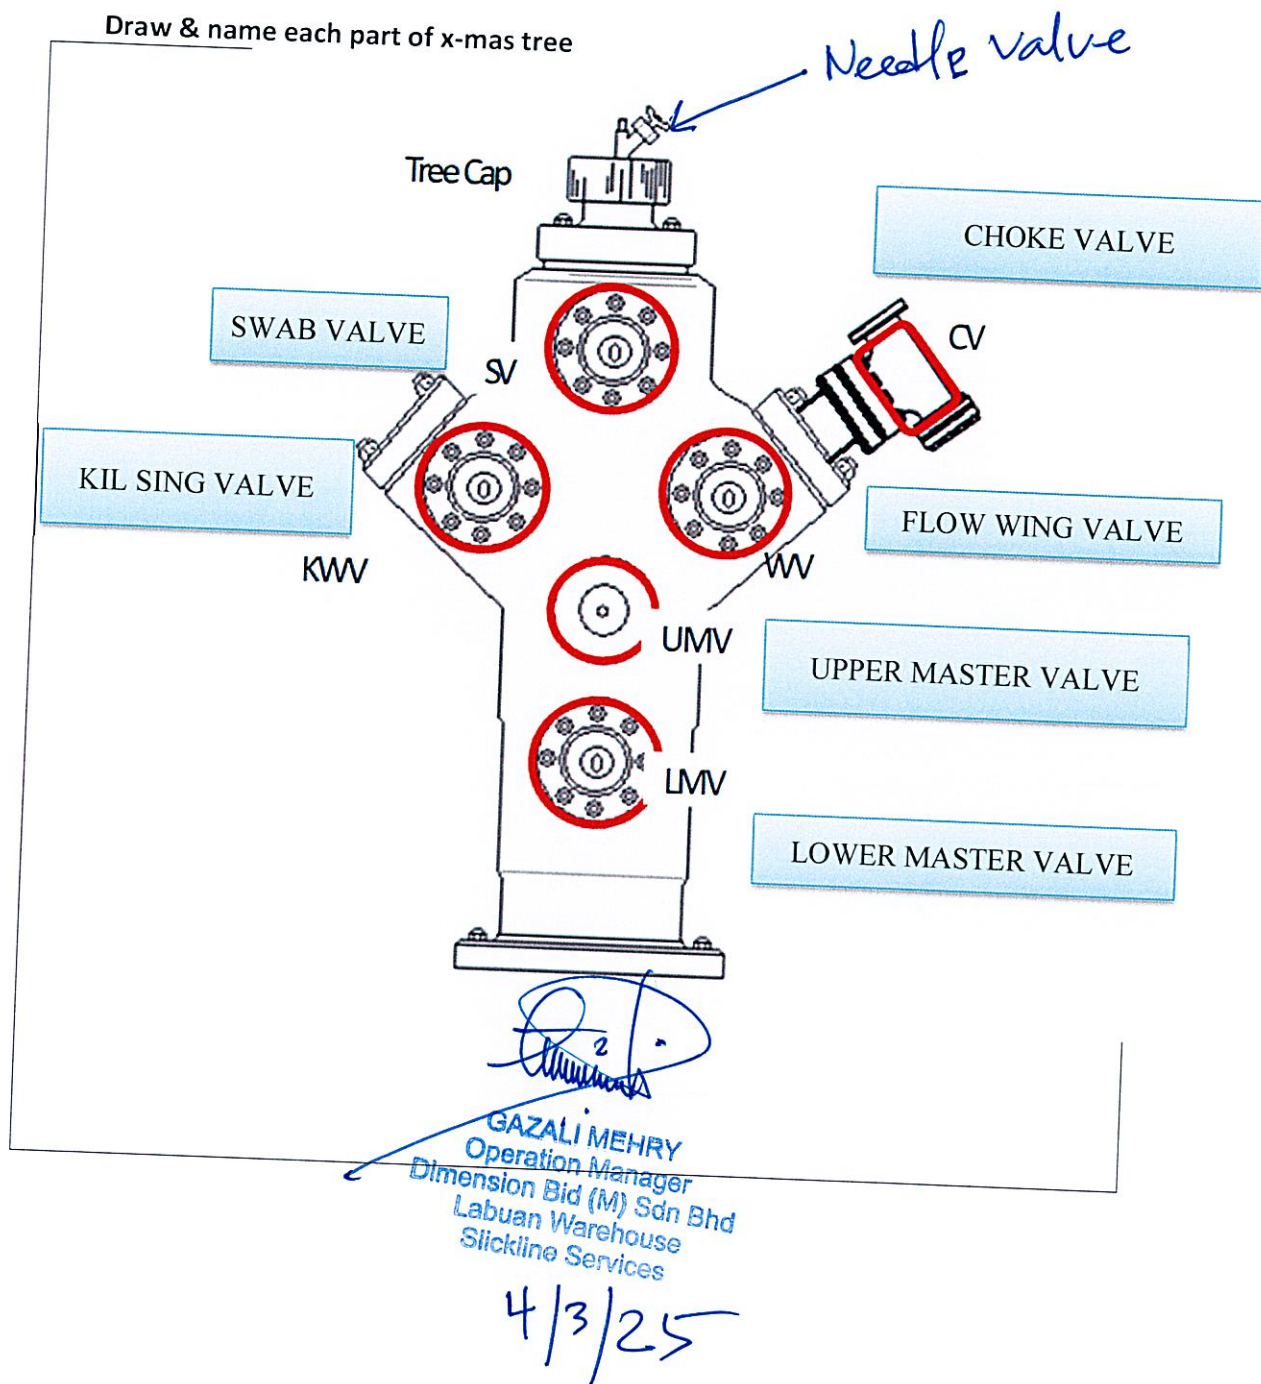 Draw & name each part of x-mas tree
Needle valve
Tree Cap
CHOKE VALVE
SWAB VALVE
SV
CV
KIL SING VALVE
FLOW WING VALVE
KWV
WV
UMV
UPPER MASTER VALVE
LMV
LOWER MASTER VALVE
GAZALI MEHRY
Operation Manager
Dimension Bid (M) Sdn Bhd
Labuan Warehouse
Slickline Services
4/3/25